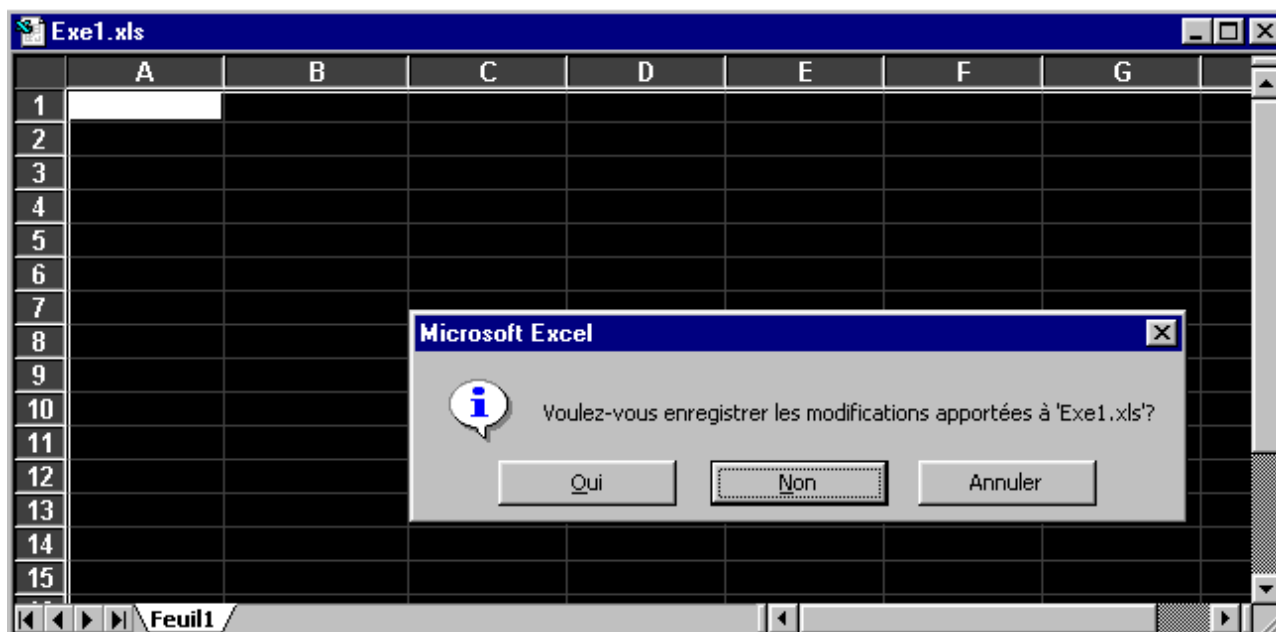 Exe1.xls
A B C D E F G
1
2
3
4
5
6
7
8
9
10
11
12
13
14
15
Microsoft Excel
Voulez-vous enregistrer les modifications apportées à 'Exe1.xls'?
Oui Non Annuler
Feuil1